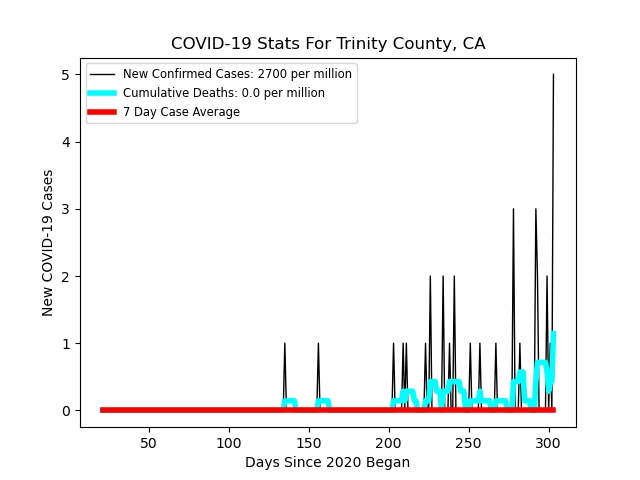 COVID-19 Stats For Trinity County, CA
New Confirmed Cases: 2700 per million
Cumulative Deaths: 0.0 per million
7 Day Case Average
New COVID-19 Cases
5
4
3
2
1
0
50 100 150 200 250 300
Days Since 2020 Began